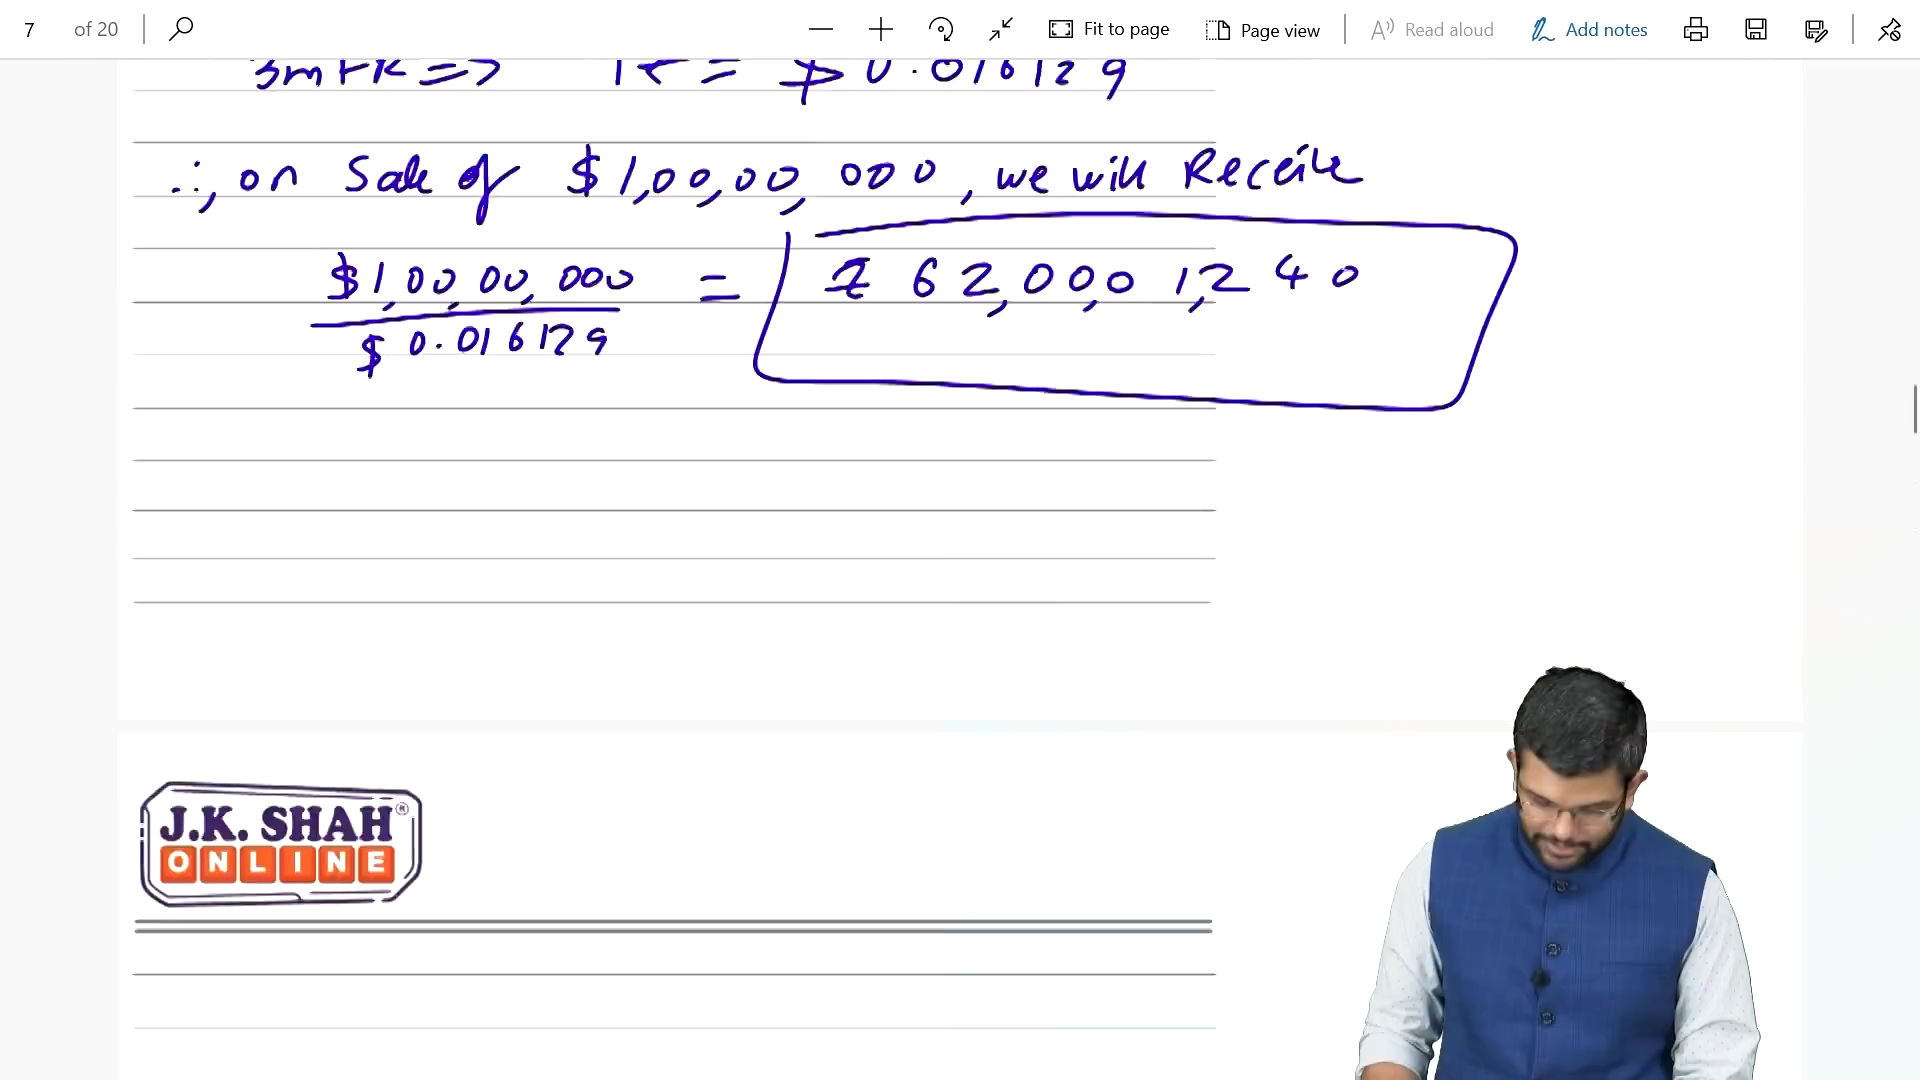 7 of 20 Fit to page Page view Read aloud Add notes
3mFR => 1₹ = $ 0.016129
∴, on Sale of $1,00,00,000, we will Receive
$1,00,00,000 / $ 0.016129 = ₹ 62,00,01,240
J.K. SHAH®
ONLINE